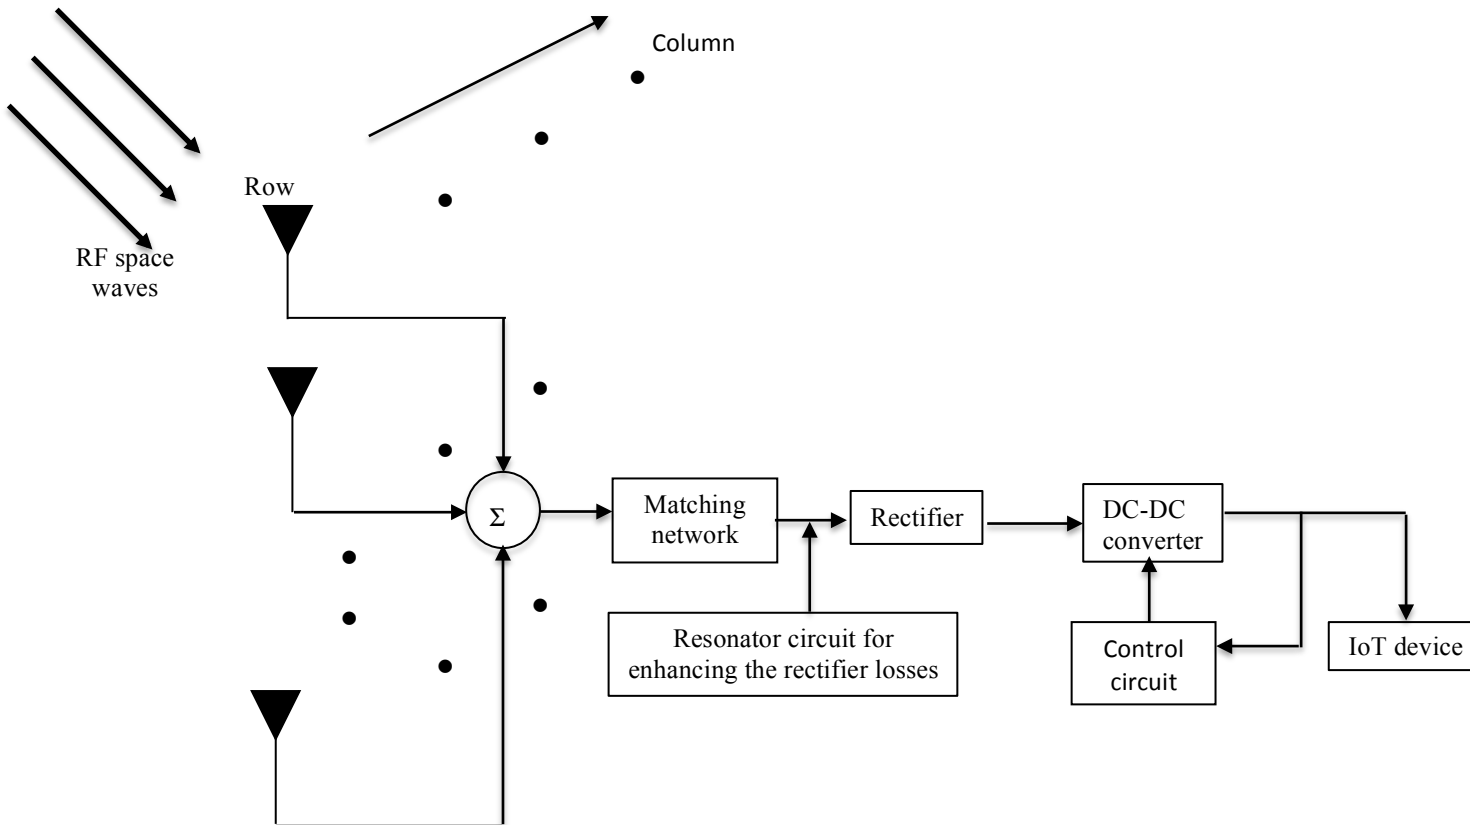 Column
Row
RF space
waves
Σ
Matching
network
Rectifier
DC-DC
converter
Resonator circuit for
enhancing the rectifier losses
Control
circuit
IoT device